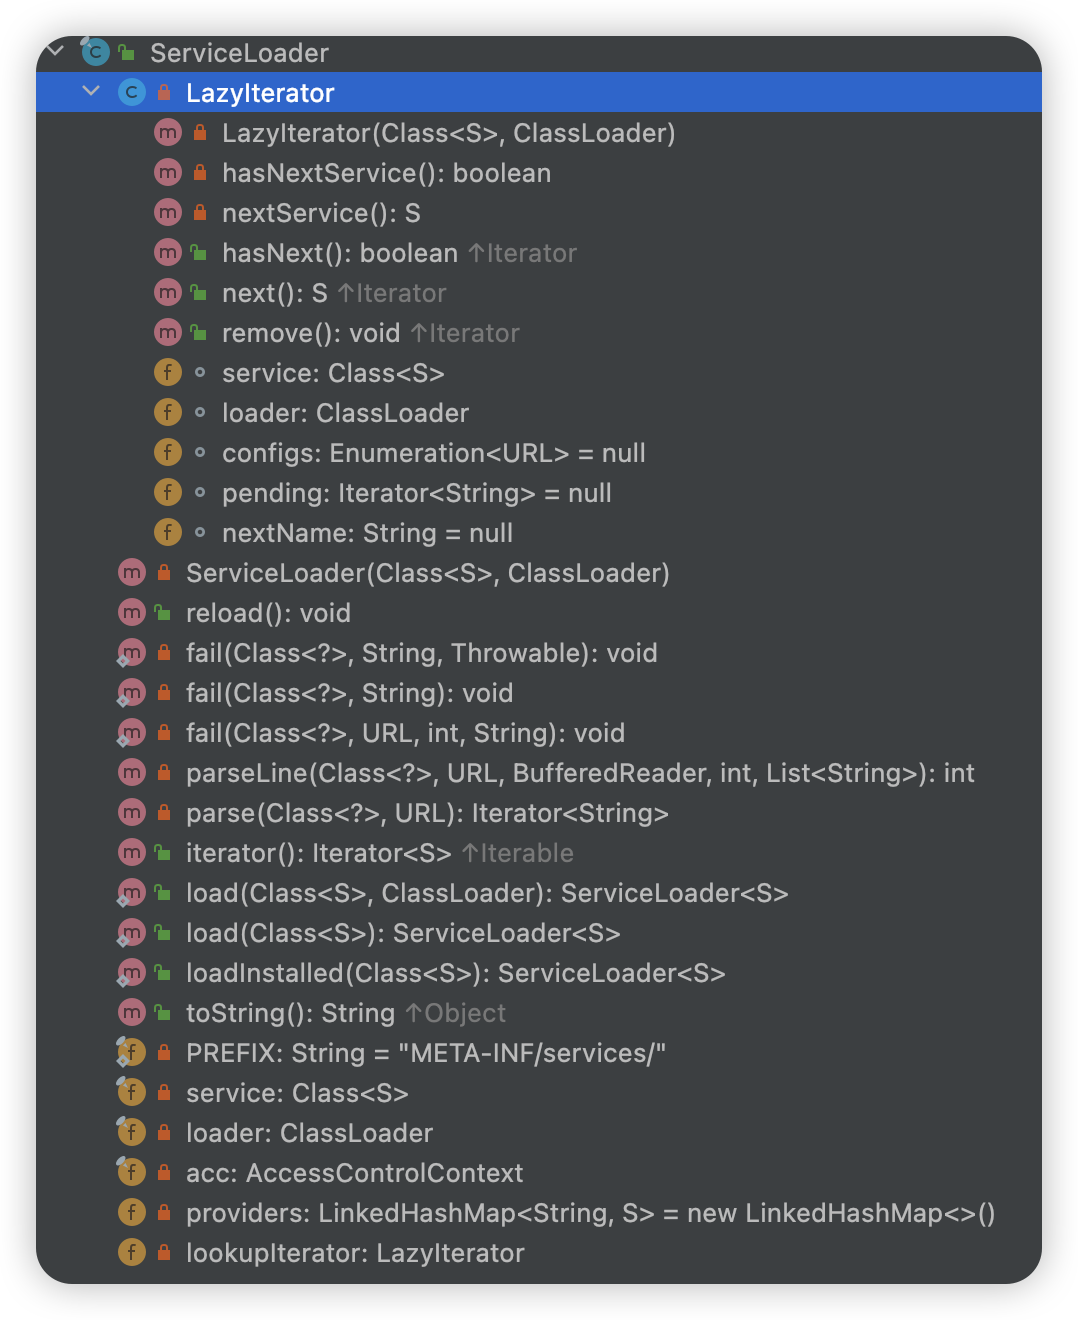 ServiceLoader
LazyIterator
LazyIterator(Class<S>, ClassLoader)
hasNextService(): boolean
nextService(): S
hasNext(): boolean ↑Iterator
next(): S ↑Iterator
remove(): void ↑Iterator
service: Class<S>
loader: ClassLoader
configs: Enumeration<URL> = null
pending: Iterator<String> = null
nextName: String = null
ServiceLoader(Class<S>, ClassLoader)
reload(): void
fail(Class<?>, String, Throwable): void
fail(Class<?>, String): void
fail(Class<?>, URL, int, String): void
parseLine(Class<?>, URL, BufferedReader, int, List<String>): int
parse(Class<?>, URL): Iterator<String>
iterator(): Iterator<S> ↑Iterable
load(Class<S>, ClassLoader): ServiceLoader<S>
load(Class<S>): ServiceLoader<S>
loadInstalled(Class<S>): ServiceLoader<S>
toString(): String ↑Object
PREFIX: String = "META-INF/services/"
service: Class<S>
loader: ClassLoader
acc: AccessControlContext
providers: LinkedHashMap<String, S> = new LinkedHashMap<>()
lookupIterator: LazyIterator